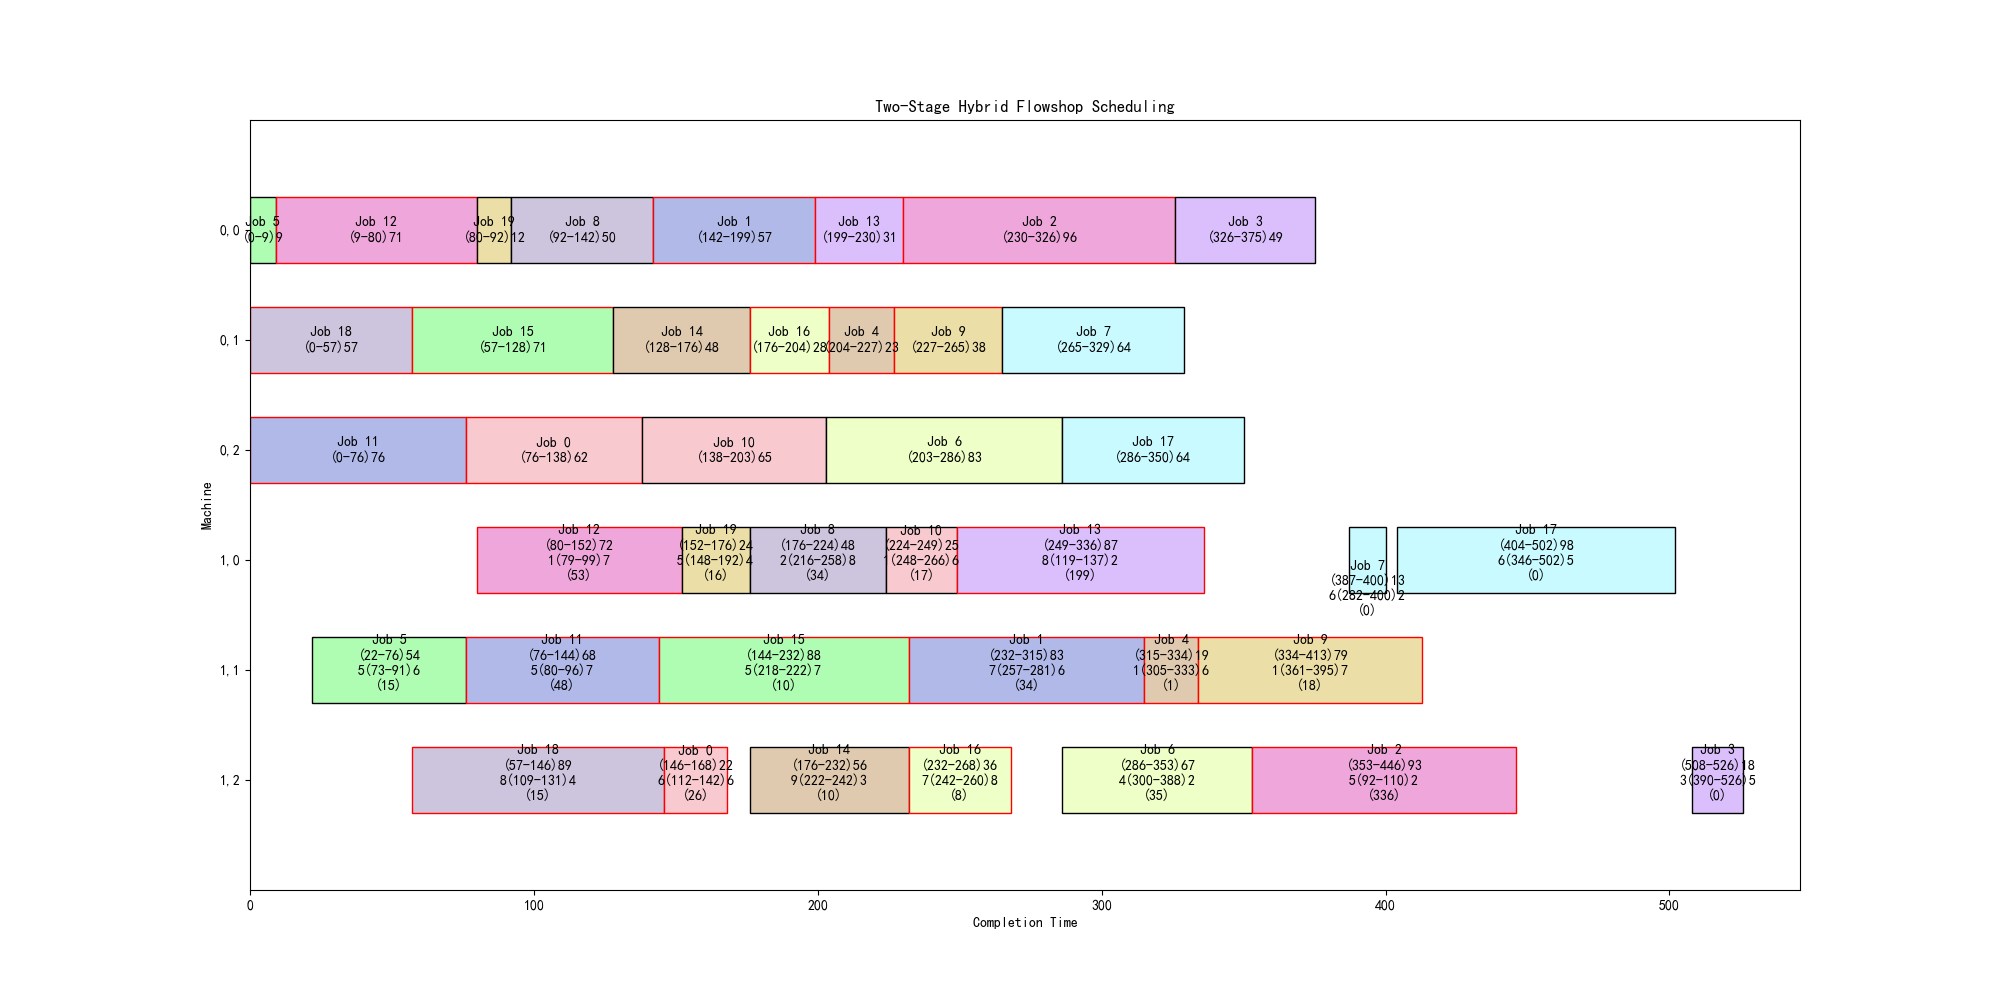 Two-Stage Hybrid Flowshop Scheduling
Machine
0,0
Job 5
(0-9)9
Job 12
(9-80)71
Job 19
(80-92)12
Job 8
(92-142)50
Job 1
(142-199)57
Job 13
(199-230)31
Job 2
(230-326)96
Job 3
(326-375)49
0,1
Job 18
(0-57)57
Job 15
(57-128)71
Job 14
(128-176)48
Job 16
(176-204)28
Job 4
(204-227)23
Job 9
(227-265)38
Job 7
(265-329)64
0,2
Job 11
(0-76)76
Job 0
(76-138)62
Job 10
(138-203)65
Job 6
(203-286)83
Job 17
(286-350)64
1,0
Job 12
(80-152)72
1(79-99)7
(53)
Job 19
(152-176)24
5(148-192)4
(16)
Job 8
(176-224)48
2(216-258)8
(34)
Job 10
(224-249)25
(248-266)6
(17)
Job 13
(249-336)87
8(119-137)2
(199)
Job 7
(387-400)13
6(282-400)2
(0)
Job 17
(404-502)98
6(346-502)5
(0)
1,1
Job 5
(22-76)54
5(73-91)6
(15)
Job 11
(76-144)68
5(80-96)7
(48)
Job 15
(144-232)88
5(218-222)7
(10)
Job 1
(232-315)83
7(257-281)6
(34)
Job 4
(315-334)19
1(305-333)6
(1)
Job 9
(334-413)79
1(361-395)7
(18)
1,2
Job 18
(57-146)89
8(109-131)4
(15)
Job 0
(146-168)22
6(112-142)6
(26)
Job 14
(176-232)56
9(222-242)3
(10)
Job 16
(232-268)36
7(242-260)8
(8)
Job 6
(286-353)67
4(300-388)2
(35)
Job 2
(353-446)93
5(92-110)2
(336)
Job 3
(508-526)18
3(390-526)5
(0)
0
100
200
300
400
500
Completion Time